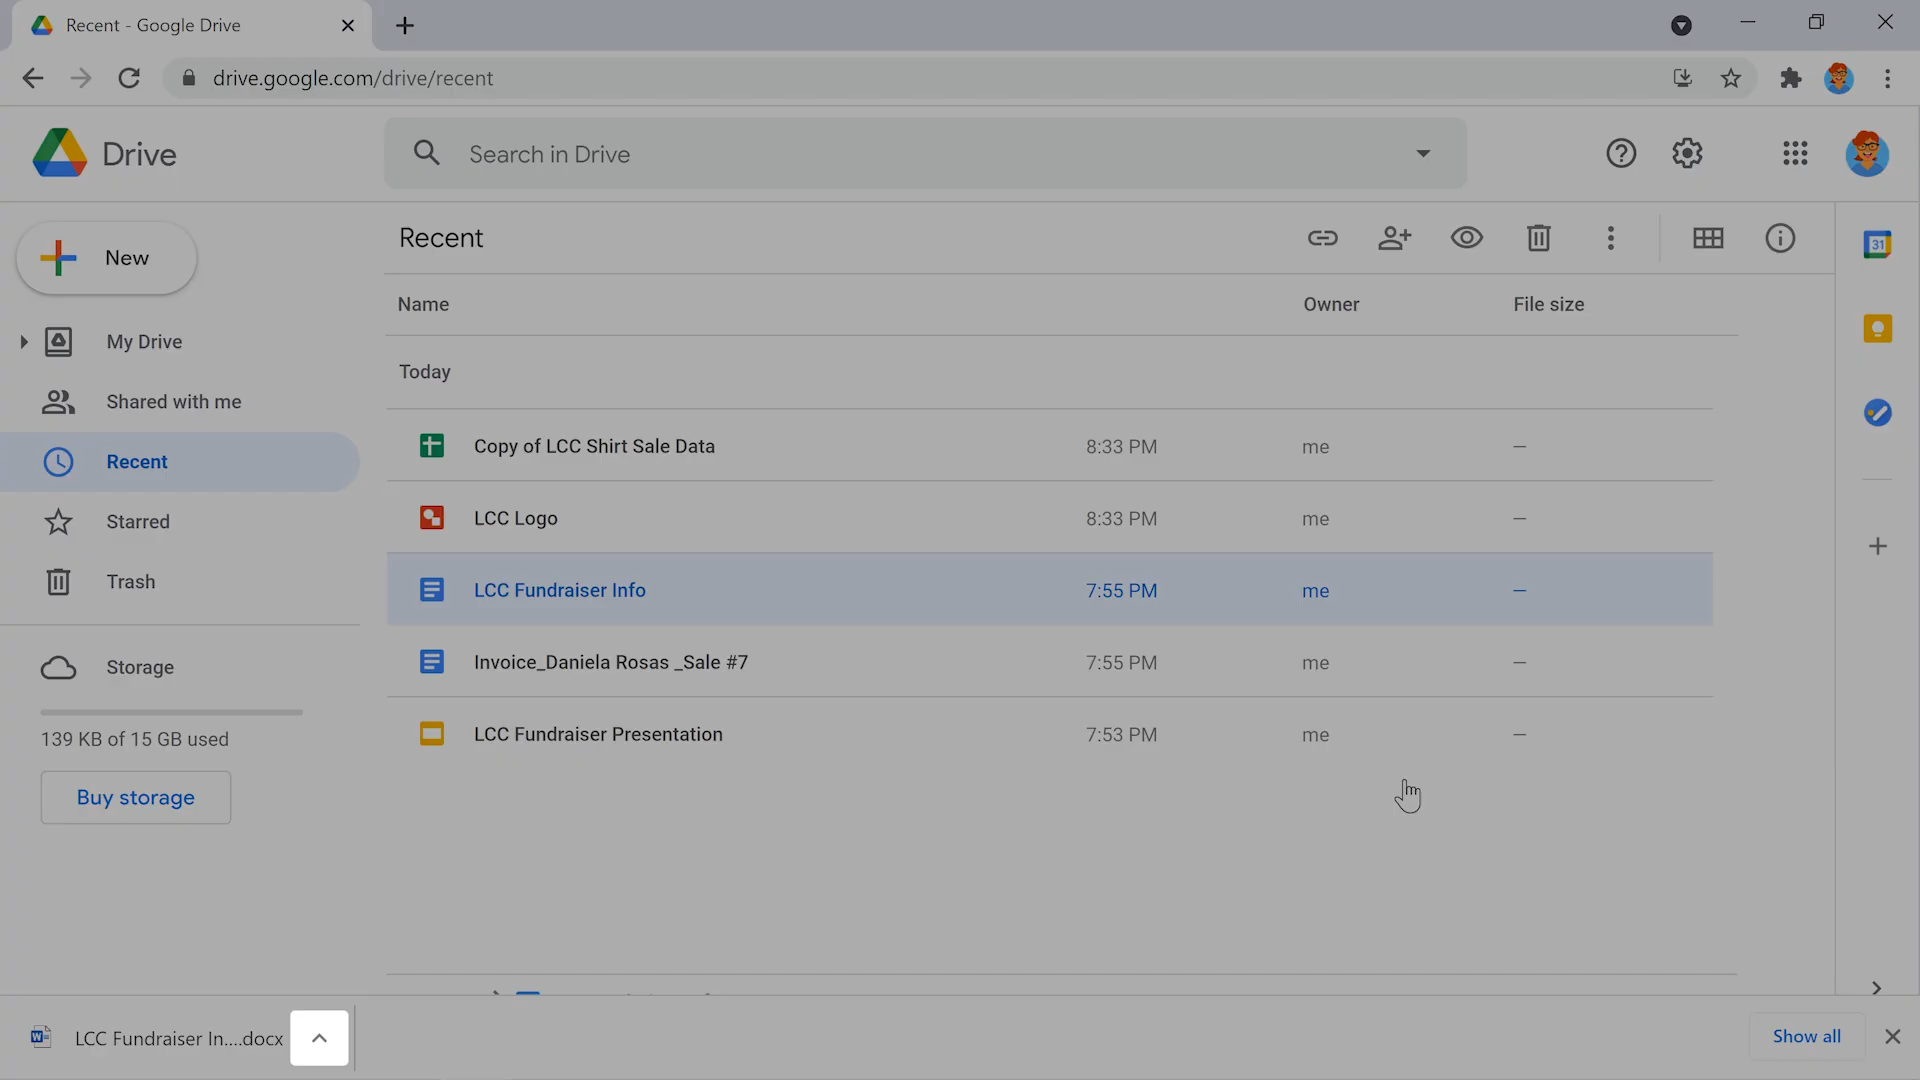 Recent - Google Drive
drive.google.com/drive/recent
Drive
Search in Drive
New
Recent
Name Owner File size
My Drive
Today
Shared with me
Copy of LCC Shirt Sale Data 8:33 PM me —
Recent
LCC Logo 8:33 PM me —
Starred
LCC Fundraiser Info 7:55 PM me —
Trash
Invoice_Daniela Rosas _Sale #7 7:55 PM me —
Storage
LCC Fundraiser Presentation 7:53 PM me —
139 KB of 15 GB used
Buy storage
31
LCC Fundraiser In....docx
Show all